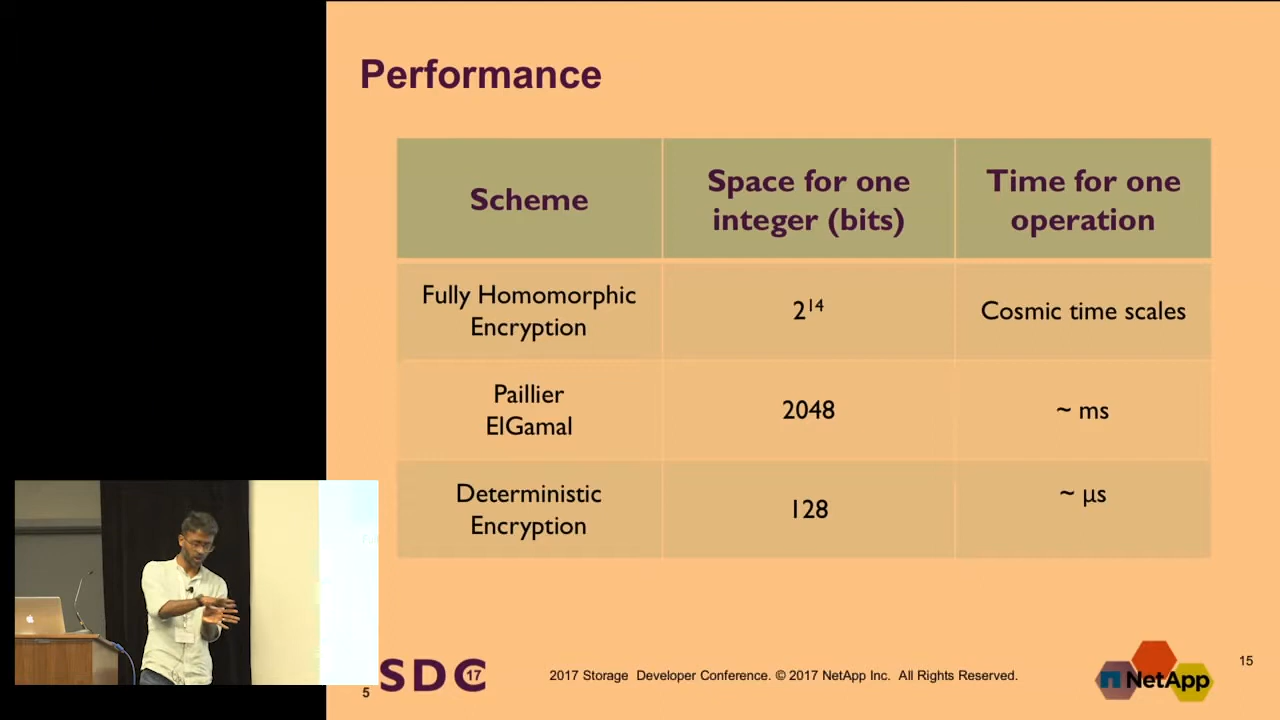 Performance
Scheme
Space for one
integer (bits)
Time for one
operation
Fully Homomorphic
Encryption
2¹⁴
Cosmic time scales
Paillier
ElGamal
2048
~ ms
Deterministic
Encryption
128
~ µs
SDC 17
2017 Storage Developer Conference. © 2017 NetApp Inc. All Rights Reserved.
NetApp
15
5